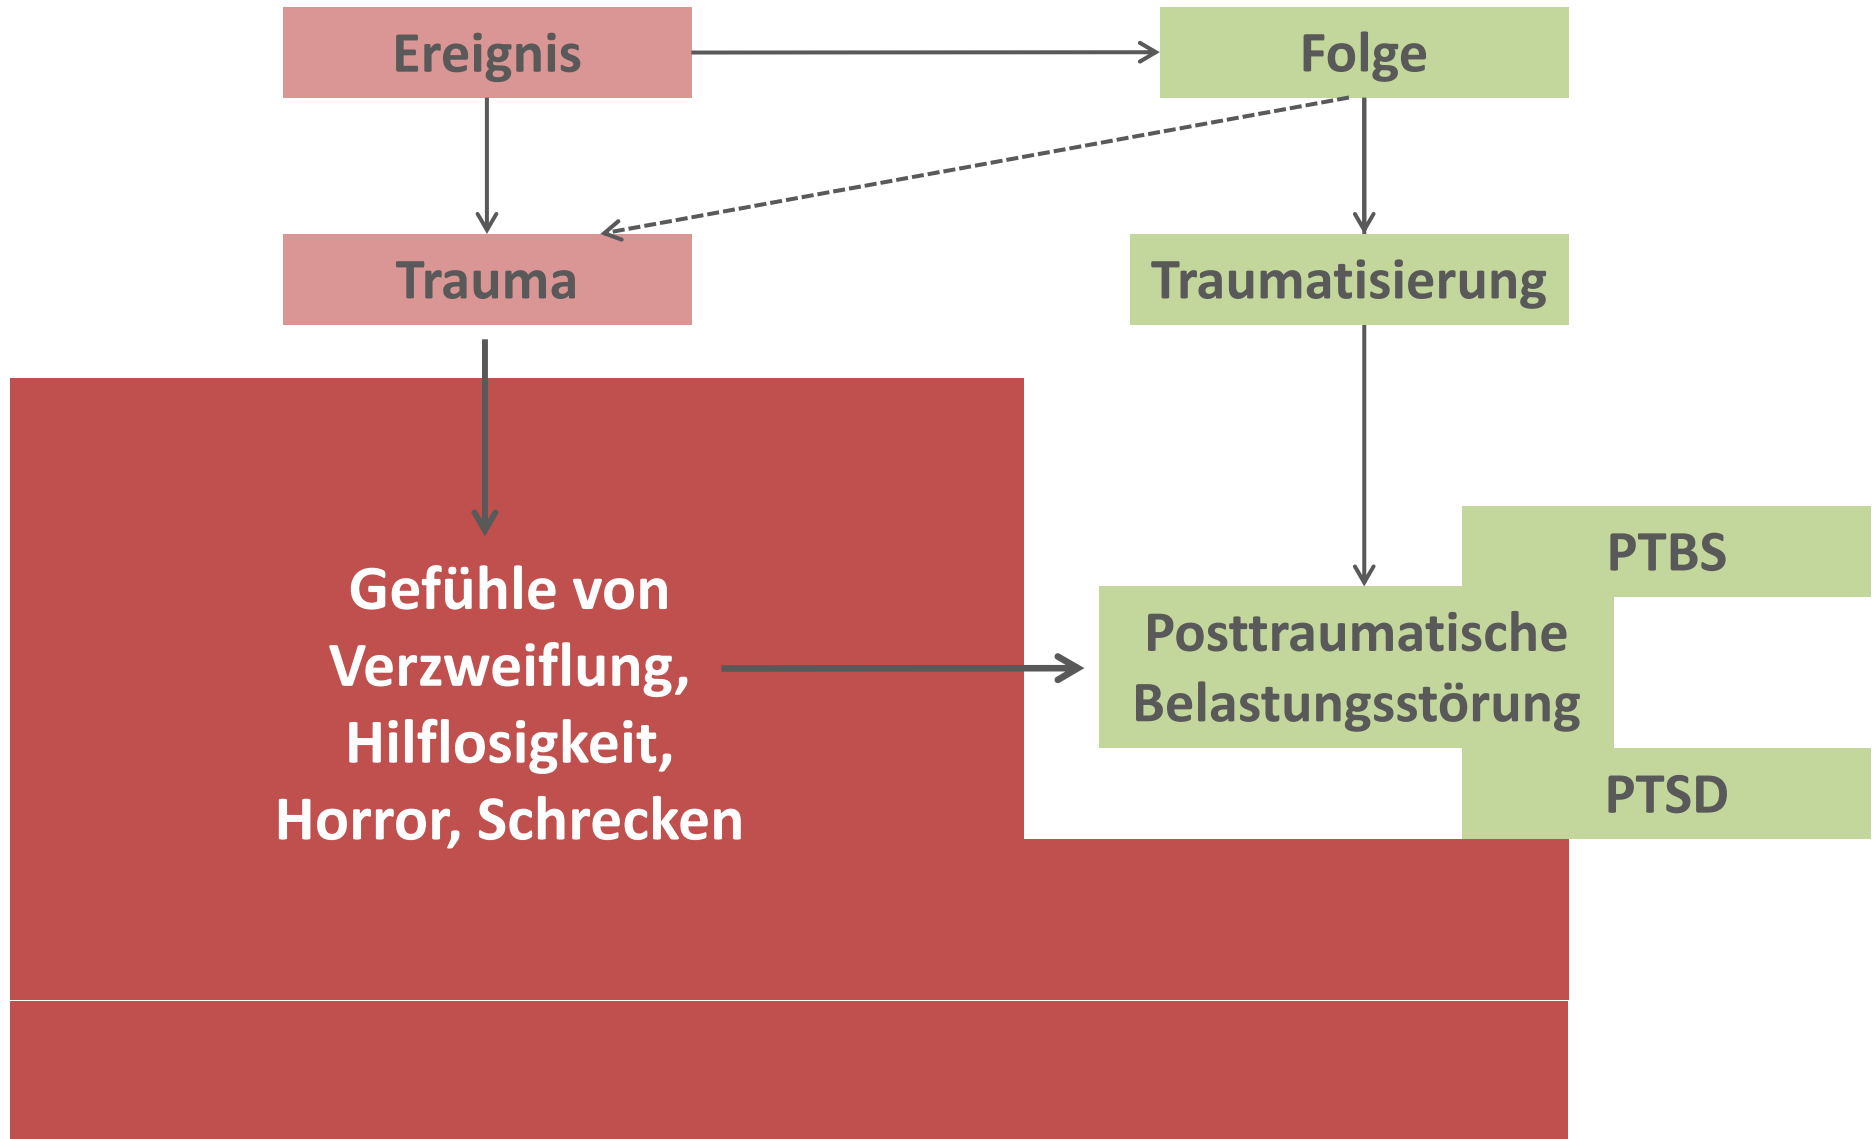 Ereignis
Folge
Trauma
Traumatisierung
Gefühle von
Verzweiflung,
Hilflosigkeit,
Horror, Schrecken
PTBS
Posttraumatische
Belastungsstörung
PTSD